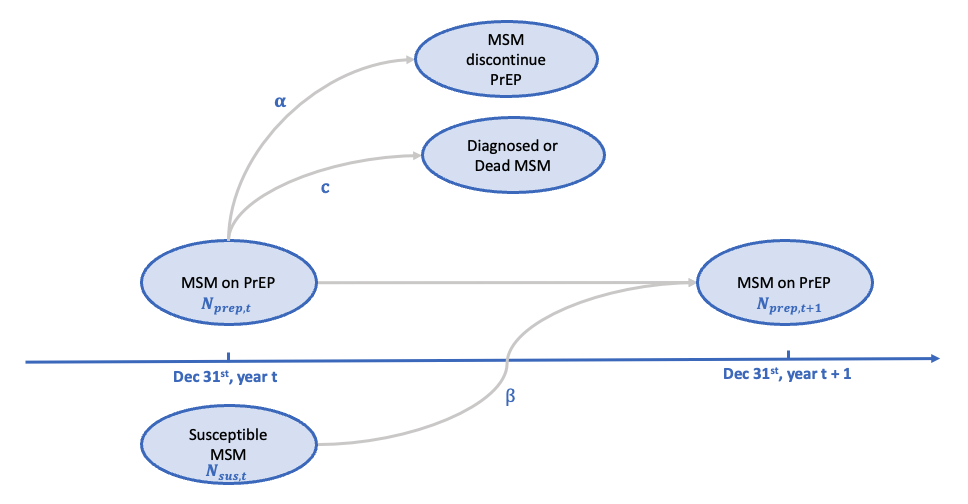 MSM
discontinue
PrEP
α
Diagnosed or
Dead MSM
c
MSM on PrEP
N_prep,t
MSM on PrEP
N_prep,t+1
Dec 31st, year t
Dec 31st, year t + 1
β
Susceptible
MSM
N_sus,t